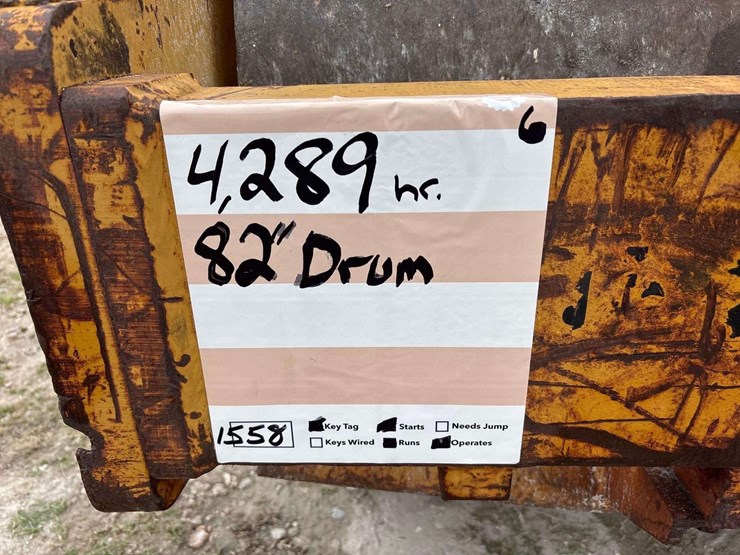 6
4,289 hr.
82" Drum
1558
Key Tag Starts Needs Jump
Keys Wired Runs Operates